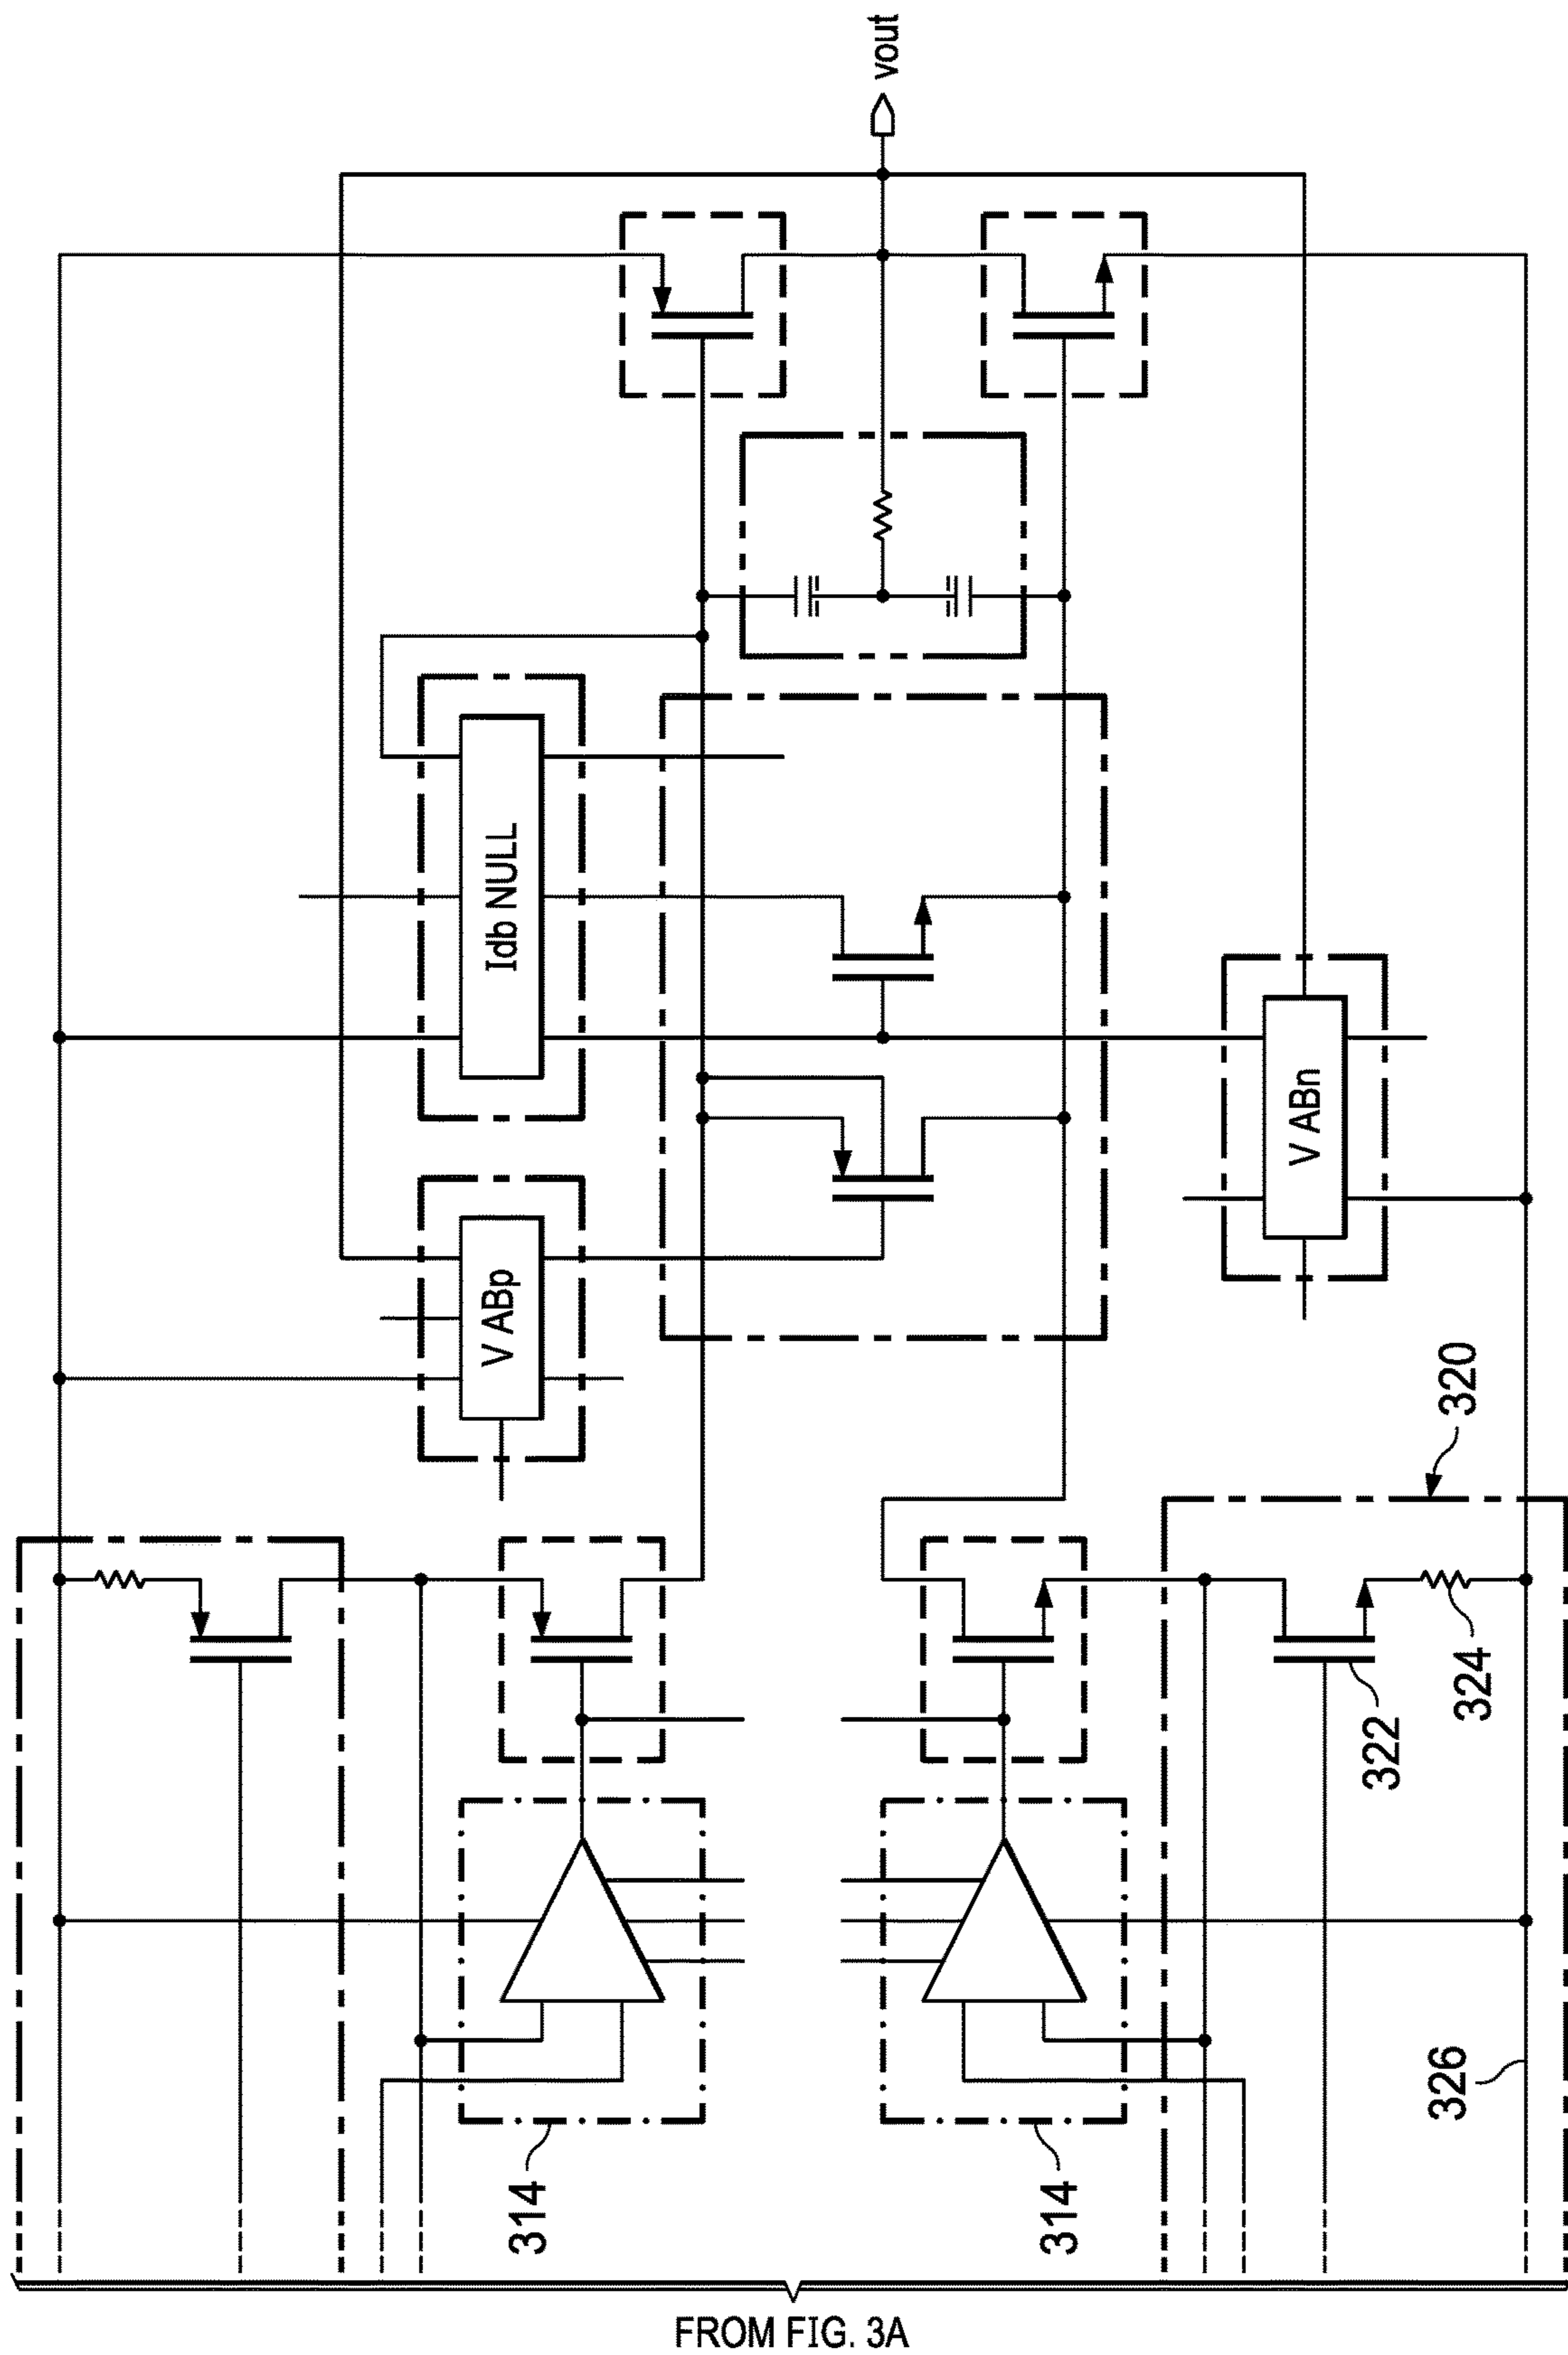 vout
Idb NULL
V ABp
V ABn
320
324
322
326
314
314
FROM FIG. 3A